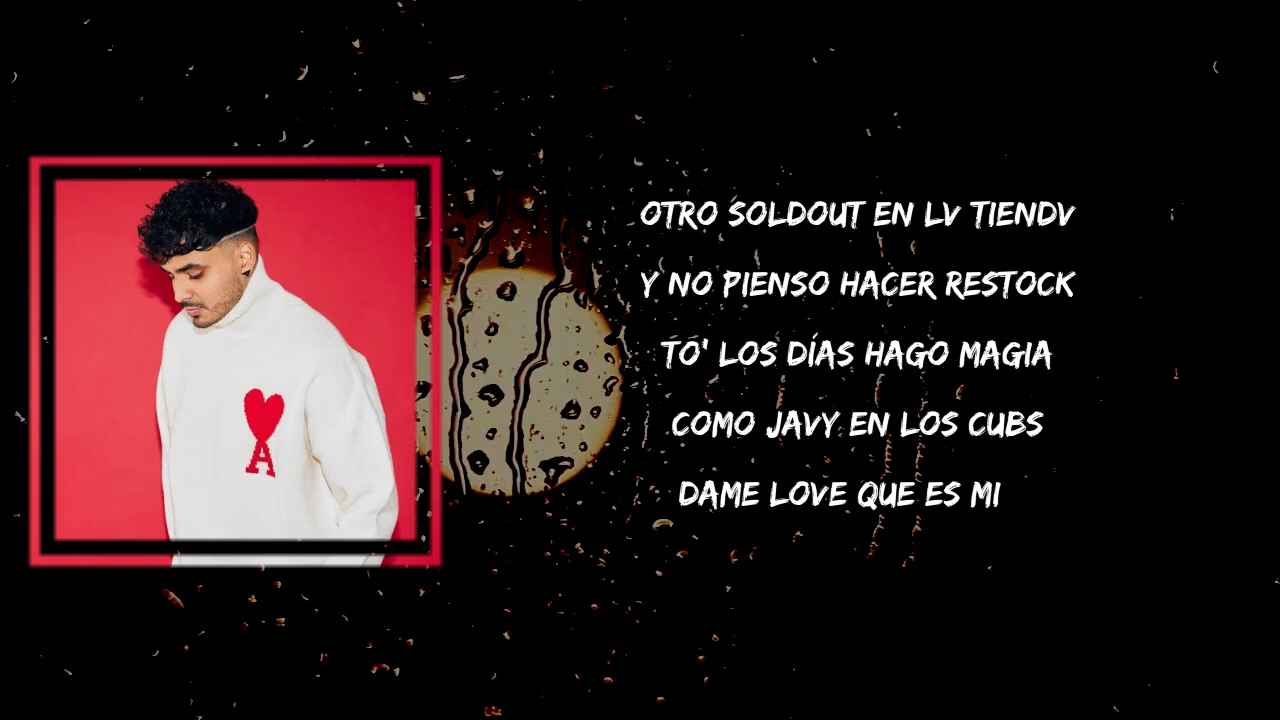 OTRO SOLDOUT EN LV TIENDV
Y NO PIENSO HACER RESTOCK
TO' LOS DÍAS HAGO MAGIA
COMO JAVY EN LOS CUBS
DAME LOVE QUE ES MI
A